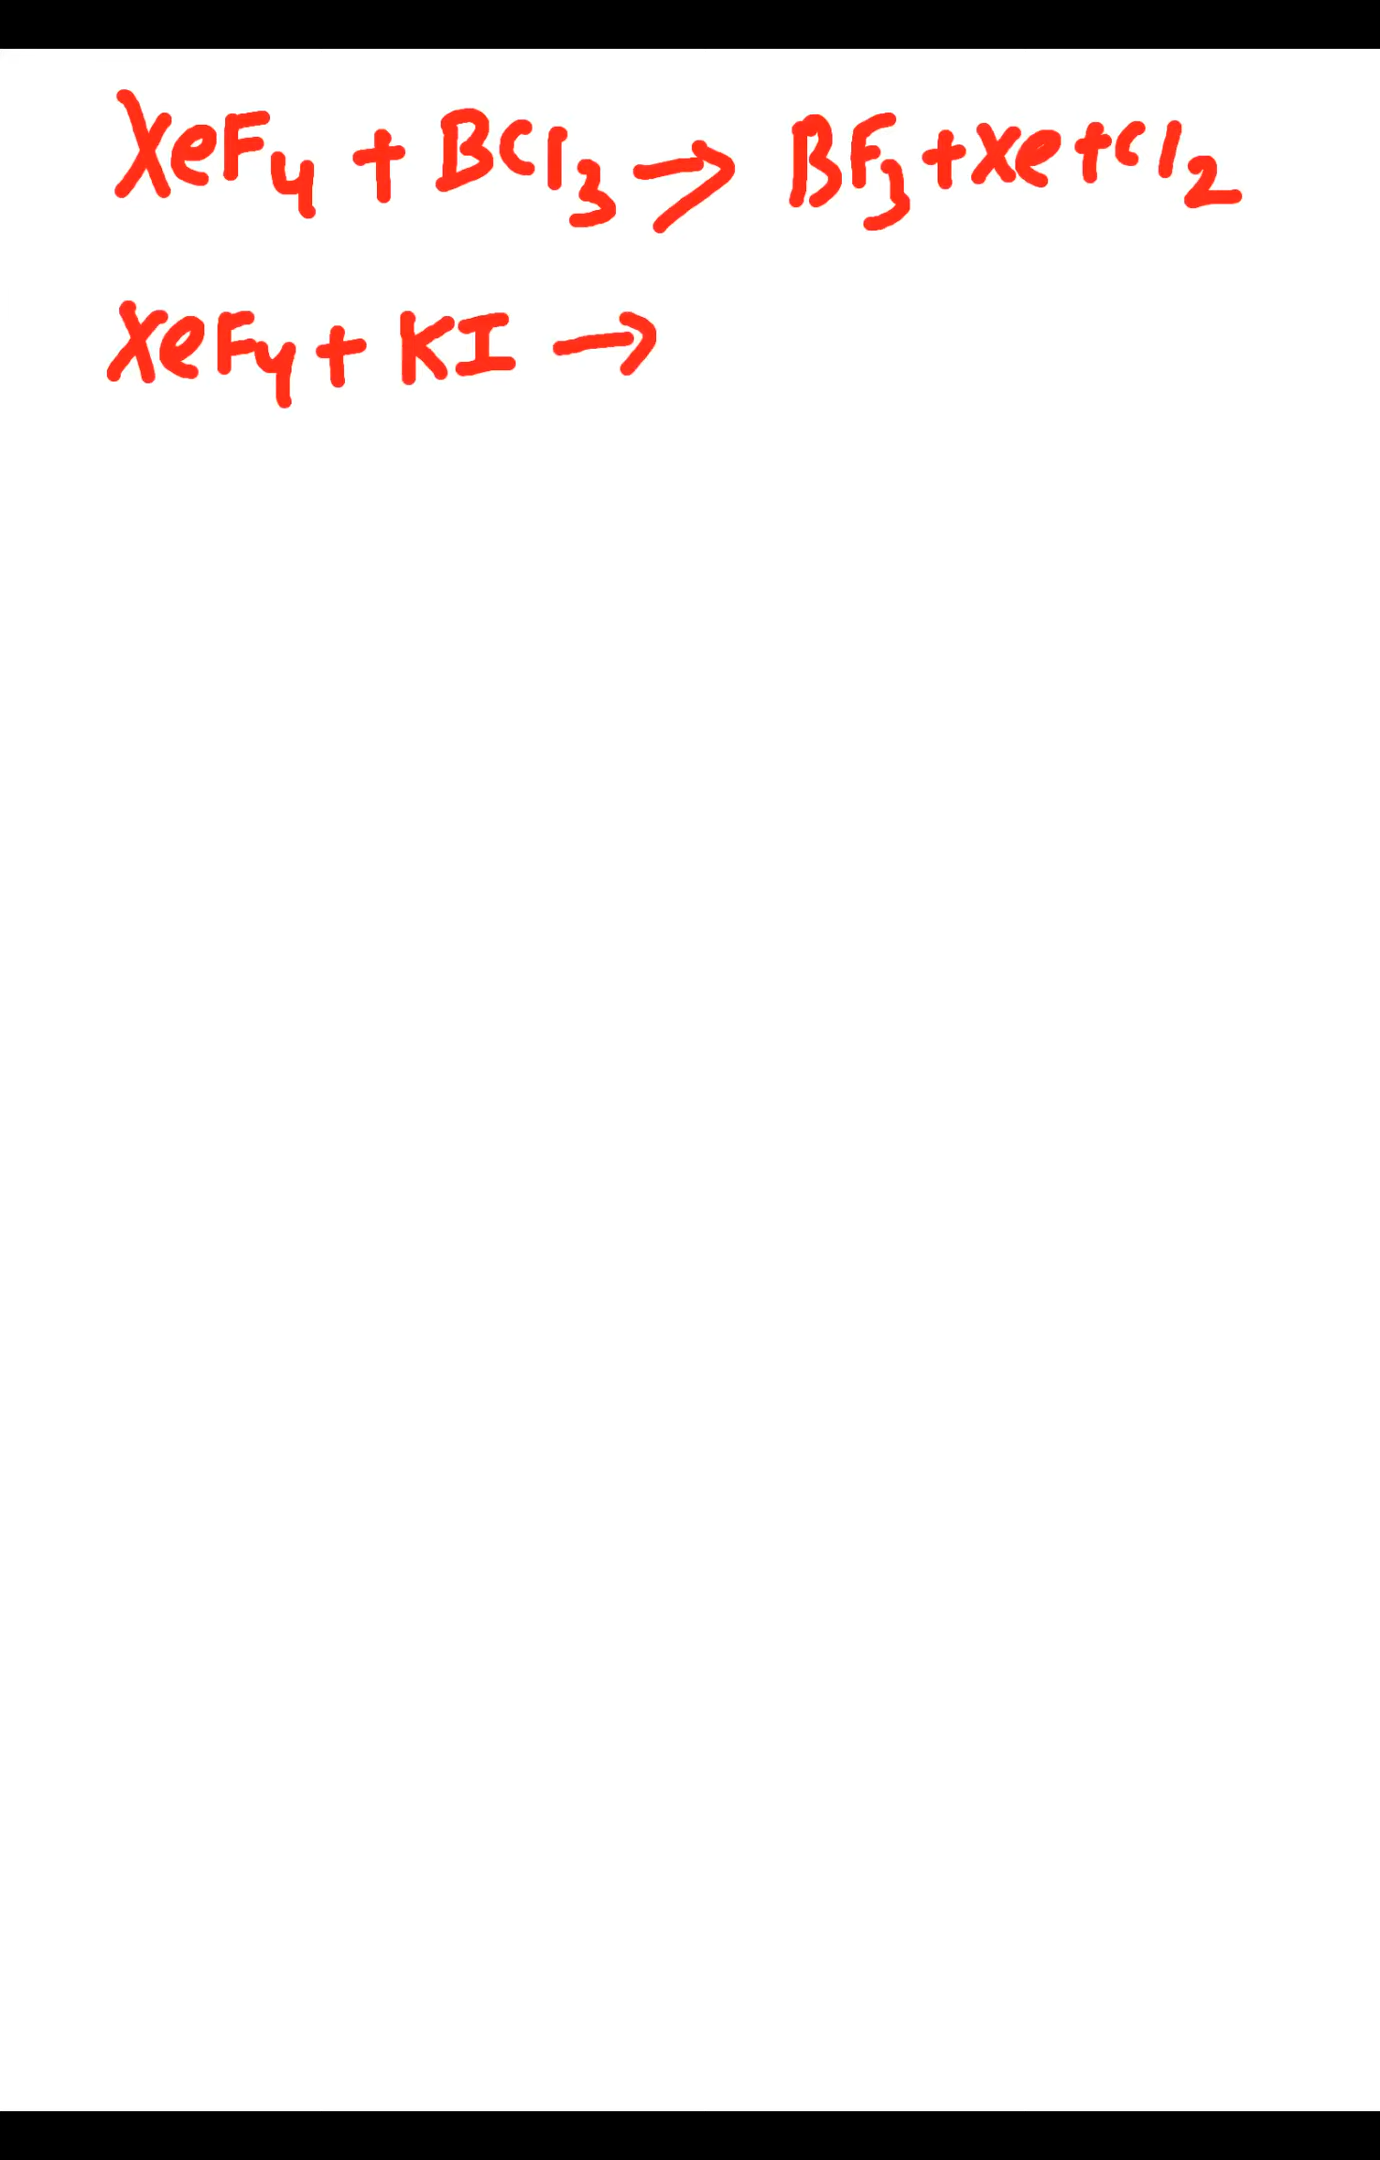 XeF₄ + BCl₃ → BF₃ + Xe + Cl₂
XeF₄ + KI →